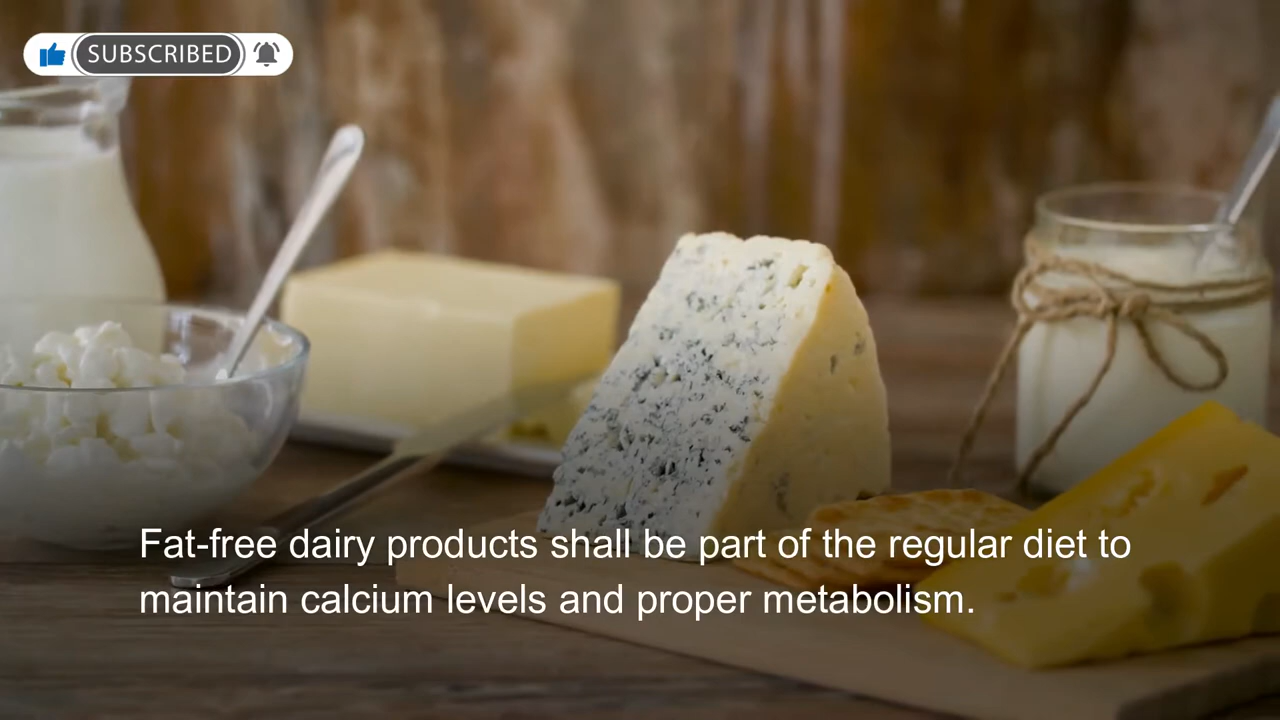 SUBSCRIBED
Fat-free dairy products shall be part of the regular diet to
maintain calcium levels and proper metabolism.